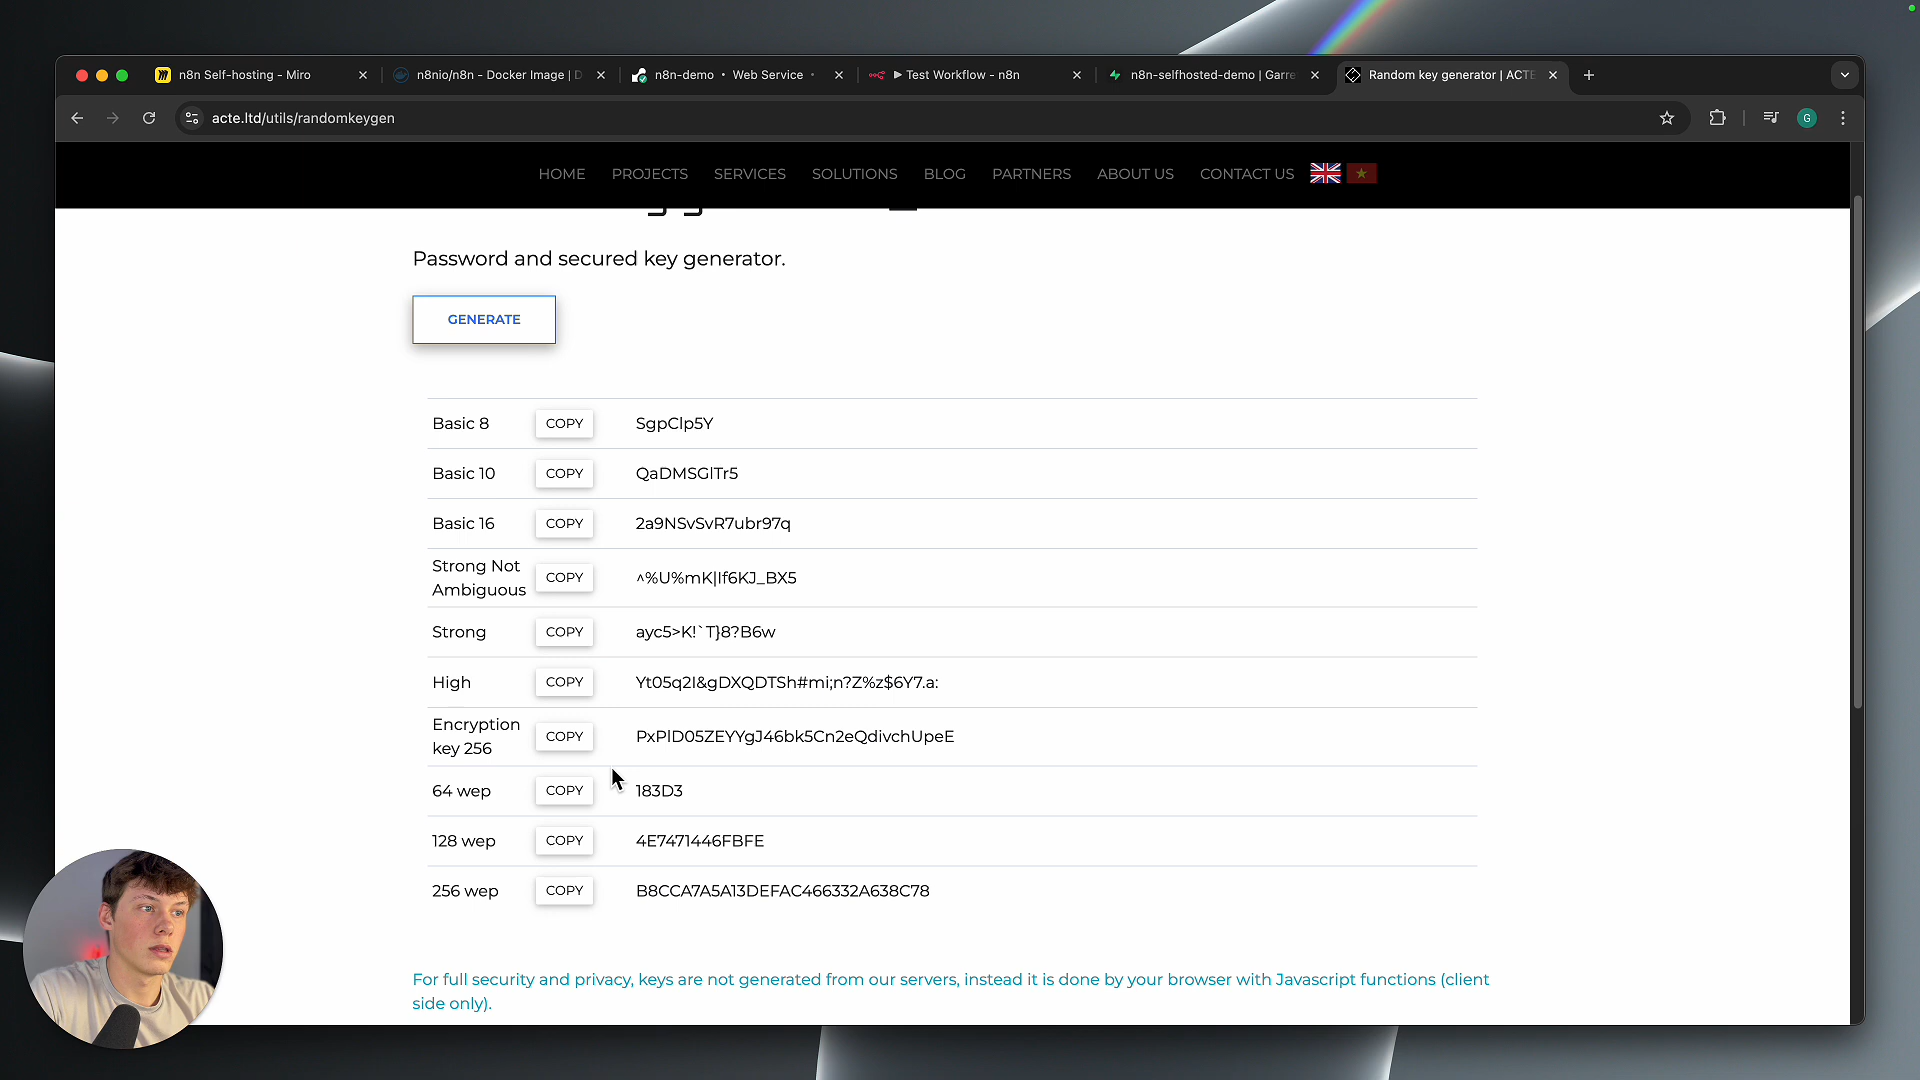 n8n Self-hosting - Miro
n8nio/n8n - Docker Image | D
n8n-demo • Web Service •
▶ Test Workflow - n8n
n8n-selfhosted-demo | Garre
Random key generator | ACTE
acte.ltd/utils/randomkeygen
G
HOME
PROJECTS
SERVICES
SOLUTIONS
BLOG
PARTNERS
ABOUT US
CONTACT US
Password and secured key generator.
GENERATE
Basic 8 COPY SgpClp5Y
Basic 10 COPY QaDMSGlTr5
Basic 16 COPY 2a9NSvSvR7ubr97q
Strong Not
Ambiguous COPY ^%U%mK|If6KJ_BX5
Strong COPY ayc5>K!`T}8?B6w
High COPY Yt05q2I&gDXQDTSh#mi;n?Z%z$6Y7.a:
Encryption
key 256 COPY PxPlD05ZEYYgJ46bk5Cn2eQdivchUpeE
64 wep COPY 183D3
128 wep COPY 4E7471446FBFE
256 wep COPY B8CCA7A5A13DEFAC466332A638C78
For full security and privacy, keys are not generated from our servers, instead it is done by your browser with Javascript functions (client
side only).